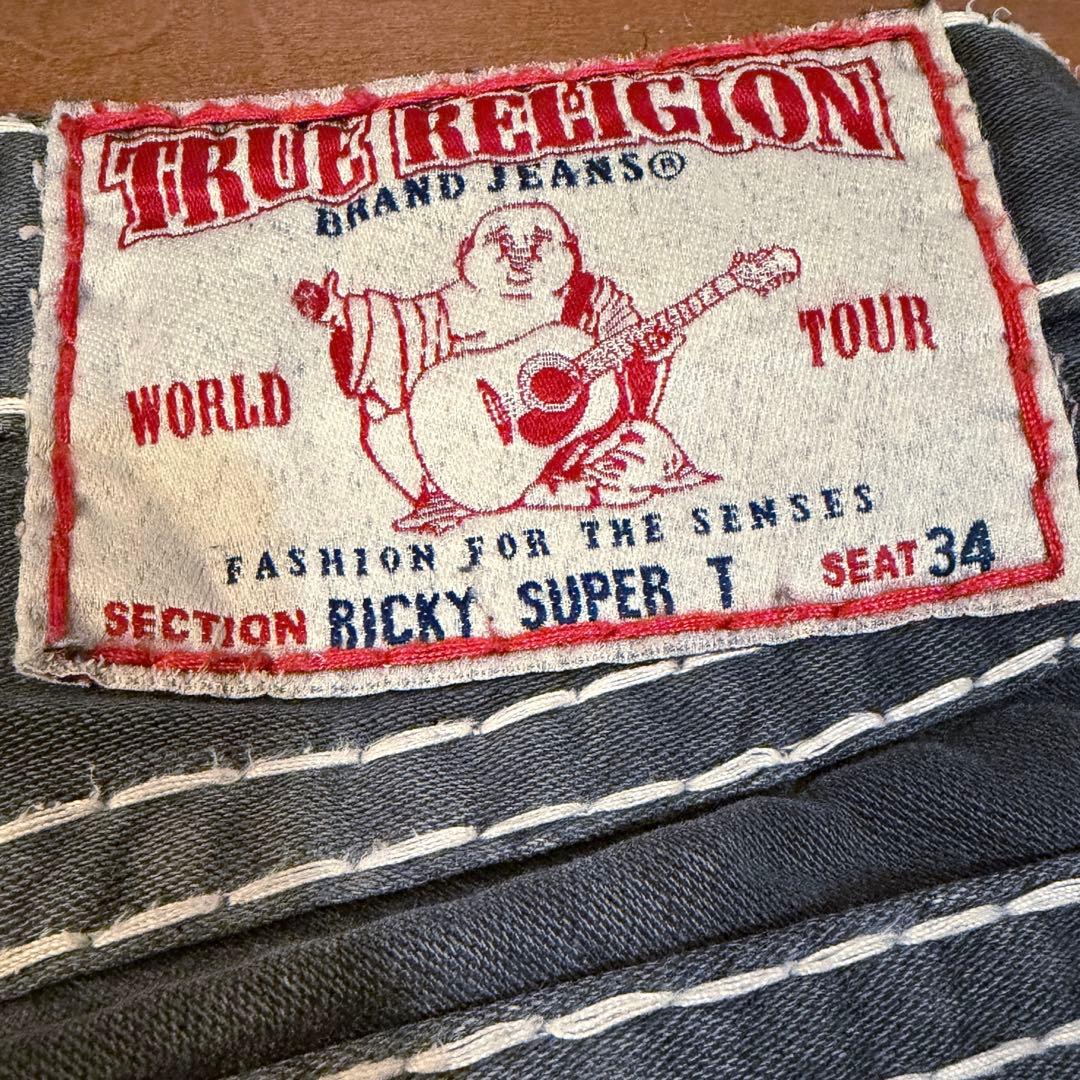 TRUE RELIGION
BRAND JEANS®
WORLD TOUR
FASHION FOR THE SENSES
SECTION RICKY SUPER T SEAT 34